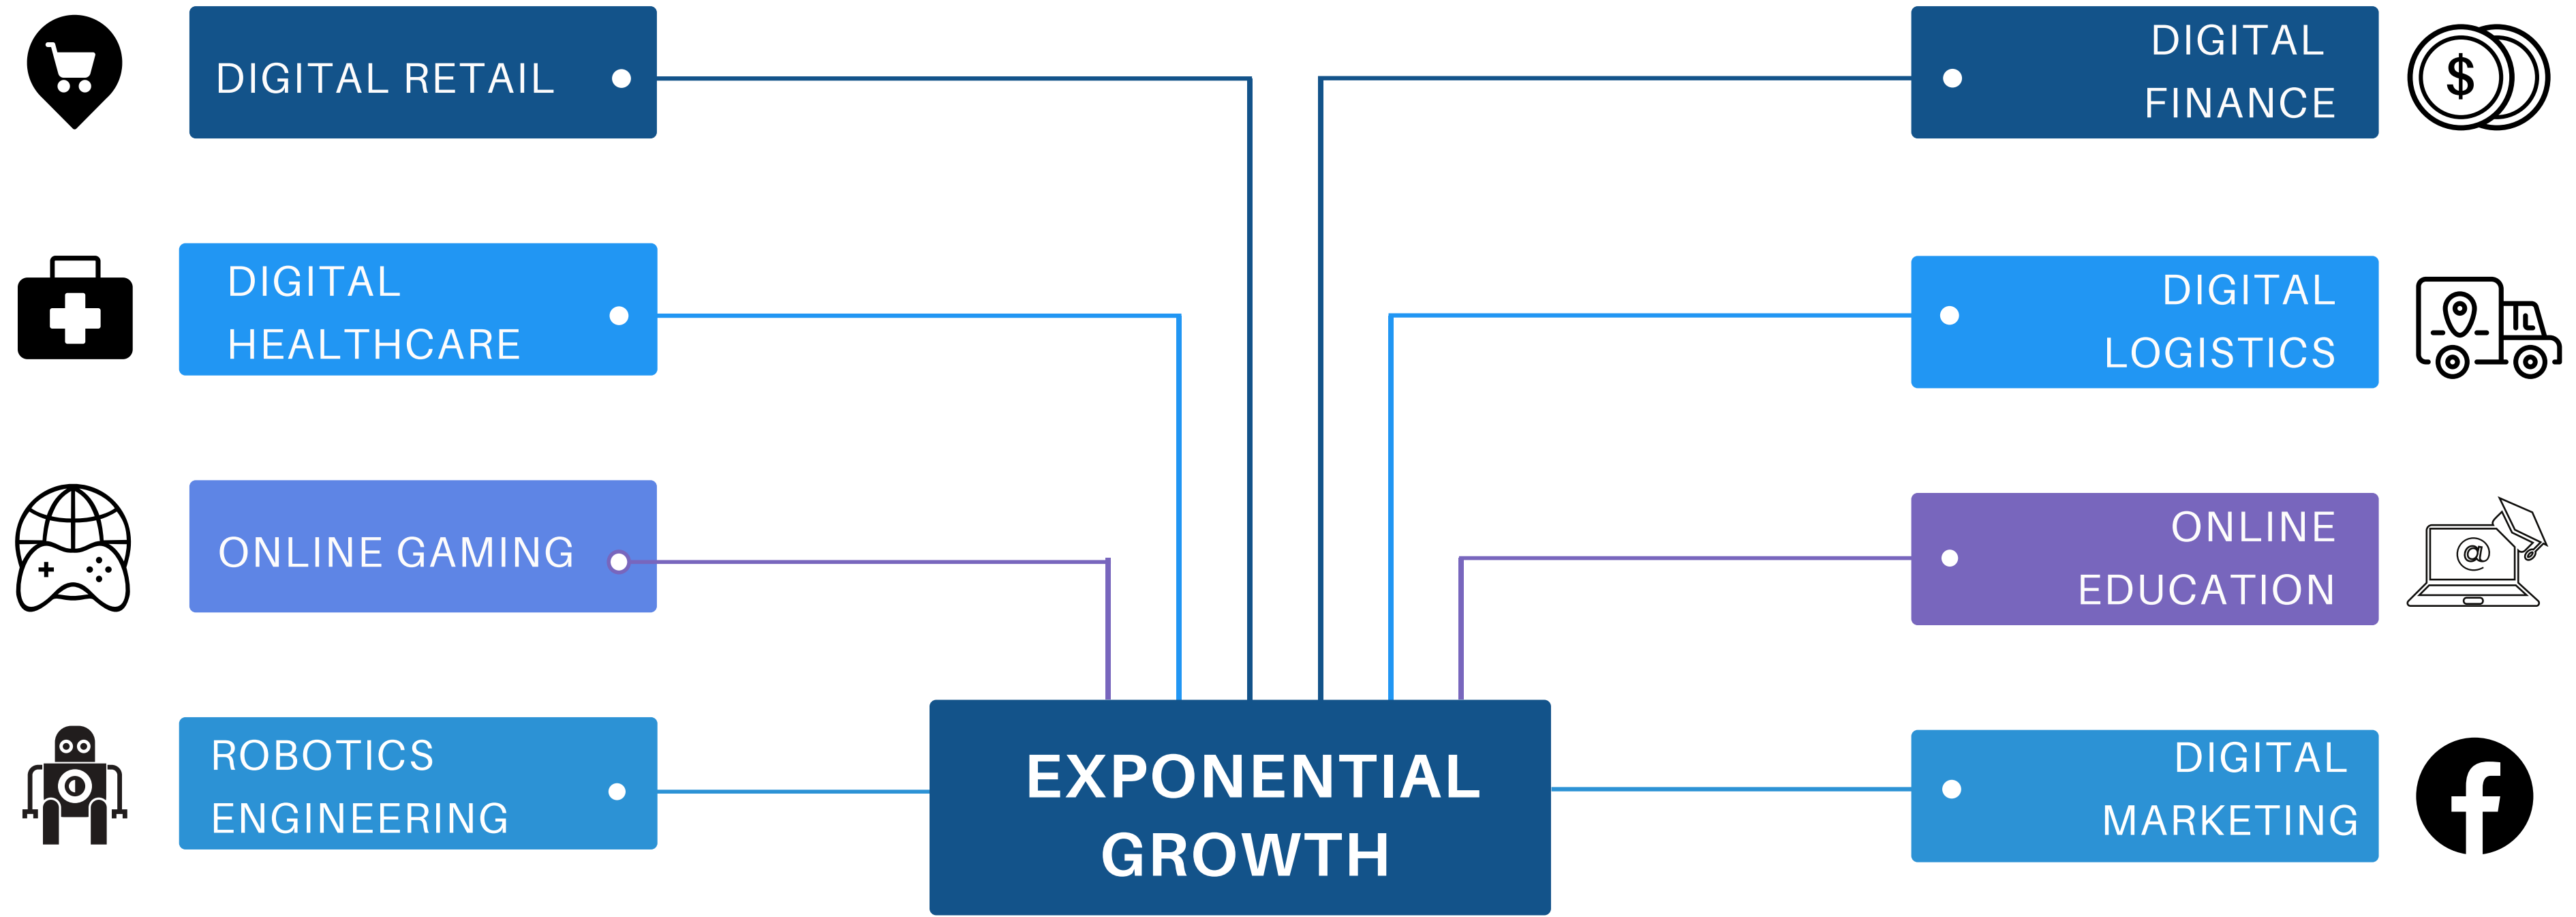 DIGITAL RETAIL
DIGITAL
HEALTHCARE
ONLINE GAMING
ROBOTICS
ENGINEERING
DIGITAL
FINANCE
$
DIGITAL
LOGISTICS
ONLINE
EDUCATION
@
DIGITAL
MARKETING
f
EXPONENTIAL
GROWTH